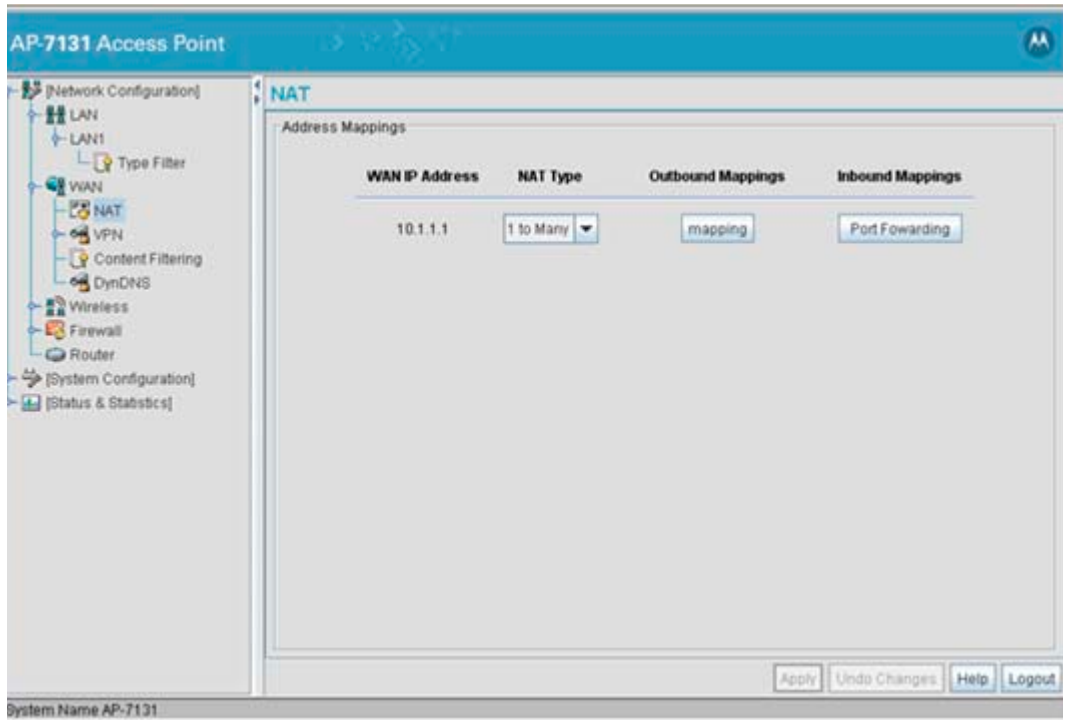 AP-7131 Access Point
[Network Configuration]
LAN
LAN1
Type Filter
WAN
NAT
VPN
Content Filtering
DynDNS
Wireless
Firewall
Router
[System Configuration]
[Status & Statistics]
NAT
Address Mappings
WAN IP Address NAT Type Outbound Mappings Inbound Mappings
10.1.1.1 1 to Many mapping Port Fowarding
Apply Undo Changes Help Logout
System Name AP-7131